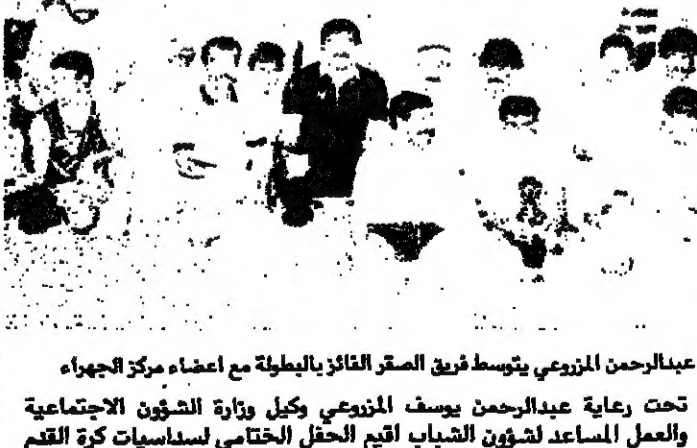 عبدالرحمن المزروعي يتوسط فريق الصقر الفائز بالبطولة مع اعضاء مركز الجهراء
تحت رعاية عبدالرحمن يوسف المزروعي وكيل وزارة الشؤون الاجتماعية
والعمل المساعد لشؤون الشباب اقيم الحفل الختامي لسداسيات كرة القدم